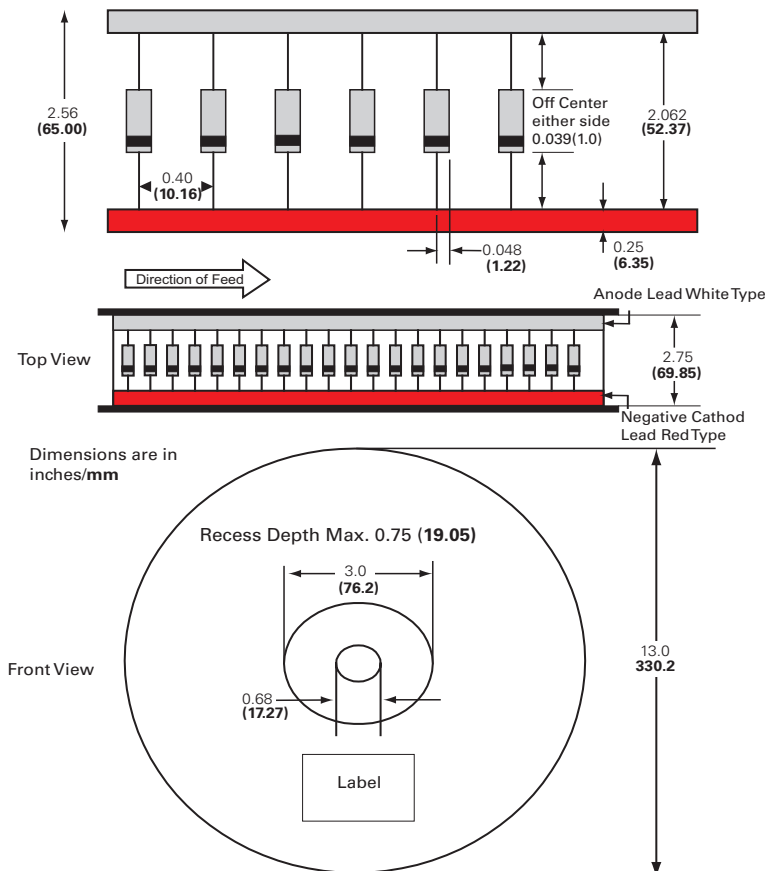 2.56
(65.00)
0.40
(10.16)
Off Center
either side
0.039(1.0)
2.062
(52.37)
0.048
(1.22)
0.25
(6.35)
Direction of Feed
Anode Lead White Type
Top View
2.75
(69.85)
Negative Cathod
Lead Red Type
Dimensions are in
inches/mm
Recess Depth Max. 0.75 (19.05)
3.0
(76.2)
13.0
330.2
Front View
0.68
(17.27)
Label